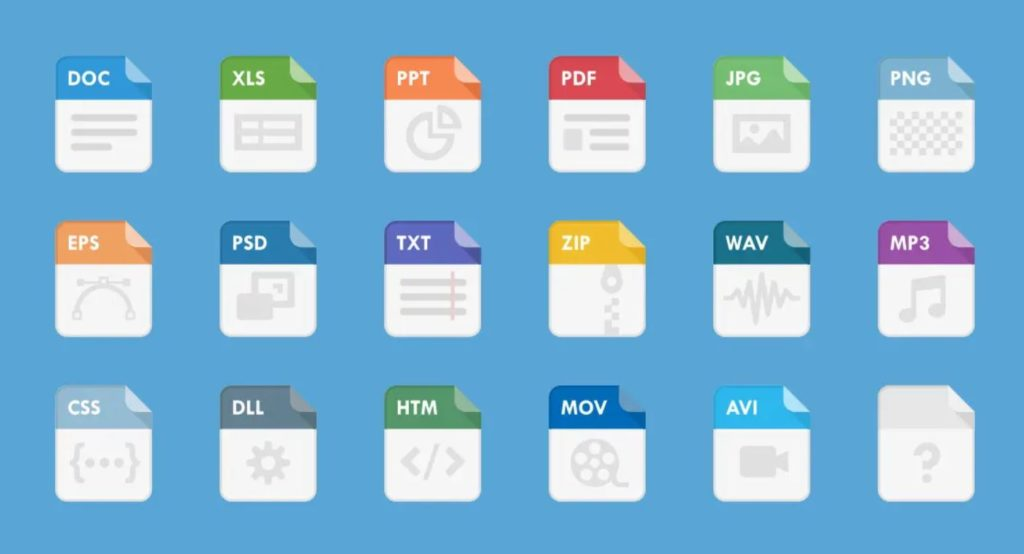 DOC XLS PPT PDF JPG PNG
EPS PSD TXT ZIP WAV MP3
CSS DLL HTM MOV AVI
?